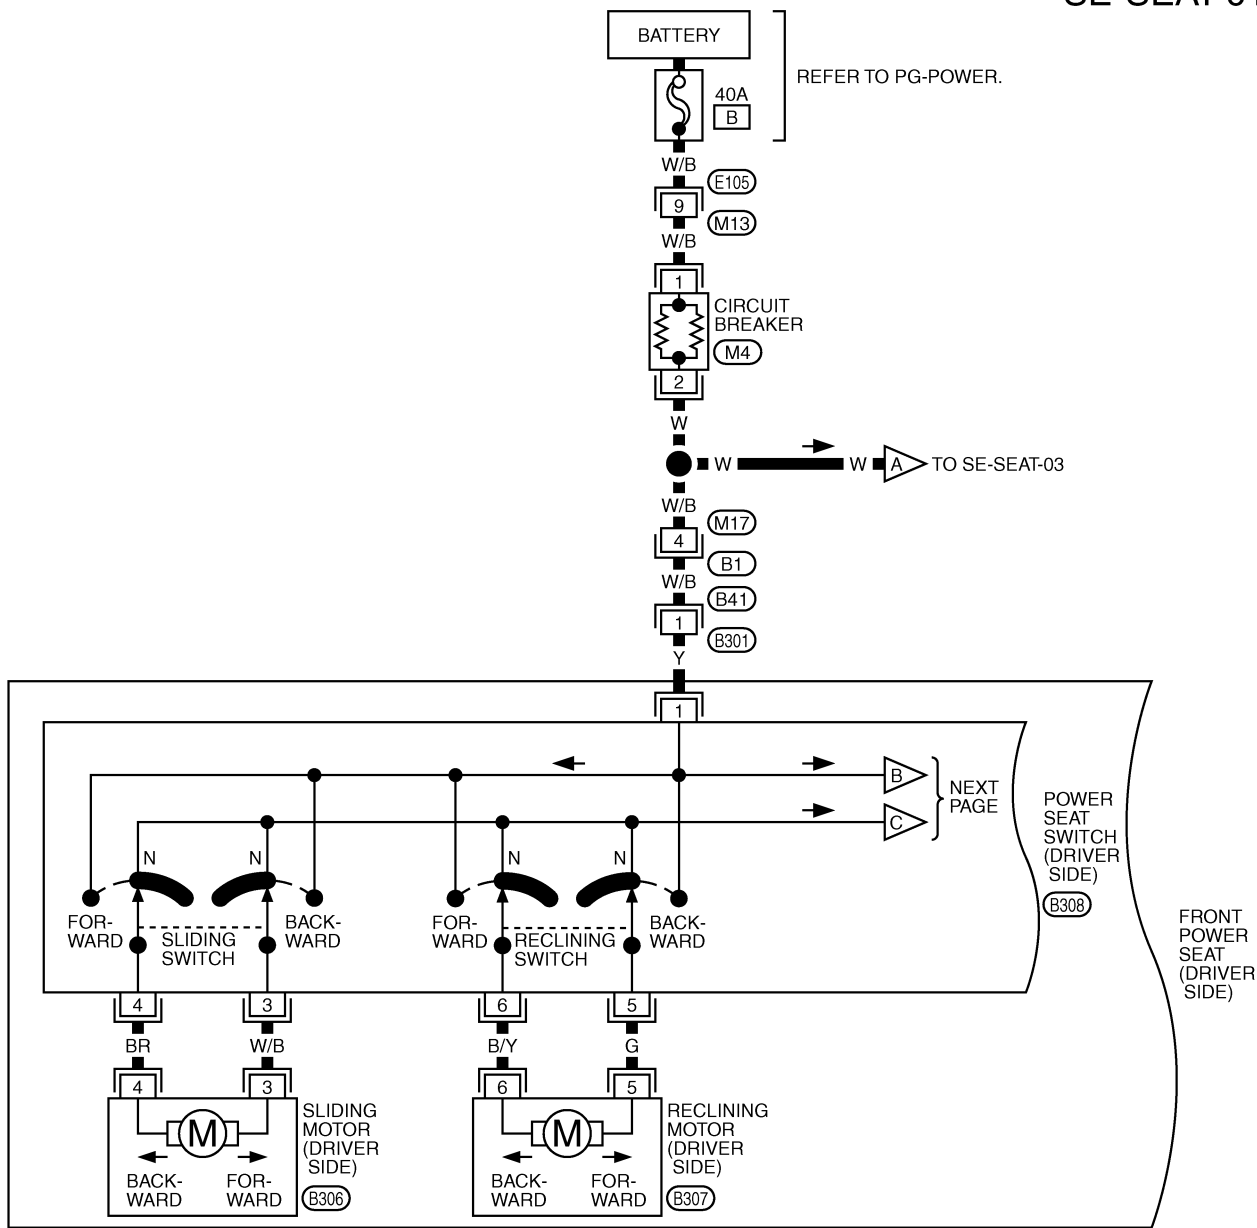 BATTERY
REFER TO PG-POWER.
40A
B
W/B
E105
9
M13
W/B
1
CIRCUIT
BREAKER
M4
2
W
W
W
A
TO SE-SEAT-03
W/B
M17
4
B1
W/B
B41
1
B301
Y
1
B
C
NEXT
PAGE
POWER
SEAT
SWITCH
(DRIVER
SIDE)
B308
N
N
N
N
FOR-
WARD
SLIDING
SWITCH
BACK-
WARD
FOR-
WARD
RECLINING
SWITCH
BACK-
WARD
FRONT
POWER
SEAT
(DRIVER
SIDE)
4
3
6
5
BR
W/B
B/Y
G
4
3
6
5
M
SLIDING
MOTOR
(DRIVER
SIDE)
B306
BACK-
WARD
FOR-
WARD
M
RECLINING
MOTOR
(DRIVER
SIDE)
B307
BACK-
WARD
FOR-
WARD